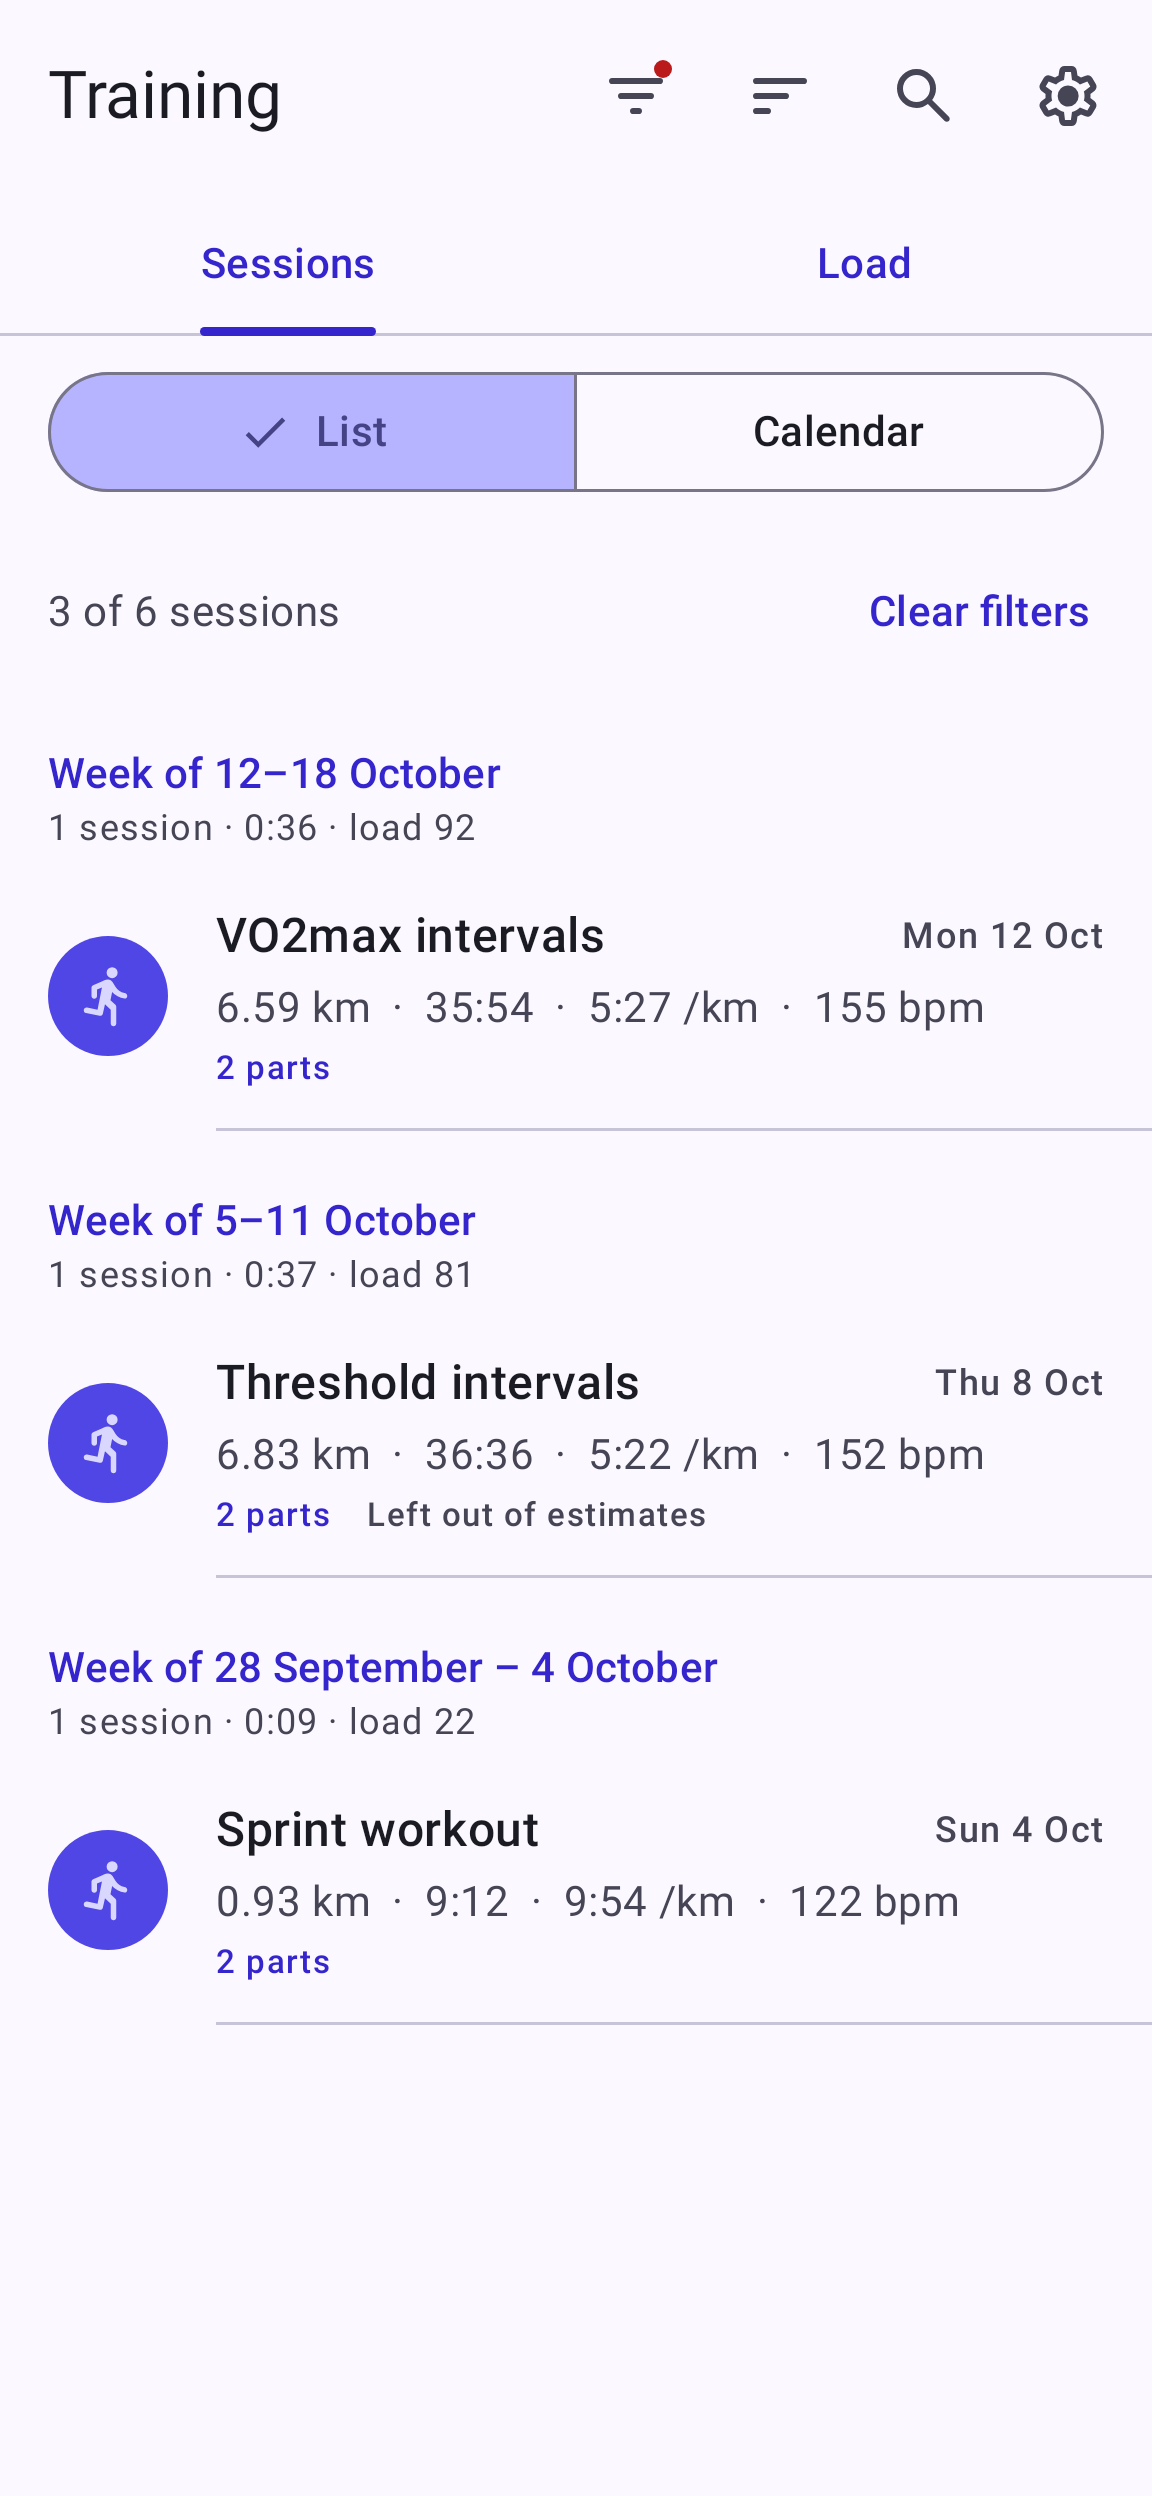 Training
Sessions
Load
List
Calendar
3 of 6 sessions
Clear filters
Week of 12–18 October
1 session · 0:36 · load 92
VO2max intervals
Mon 12 Oct
6.59 km · 35:54 · 5:27 /km · 155 bpm
2 parts
Week of 5–11 October
1 session · 0:37 · load 81
Threshold intervals
Thu 8 Oct
6.83 km · 36:36 · 5:22 /km · 152 bpm
2 parts Left out of estimates
Week of 28 September – 4 October
1 session · 0:09 · load 22
Sprint workout
Sun 4 Oct
0.93 km · 9:12 · 9:54 /km · 122 bpm
2 parts